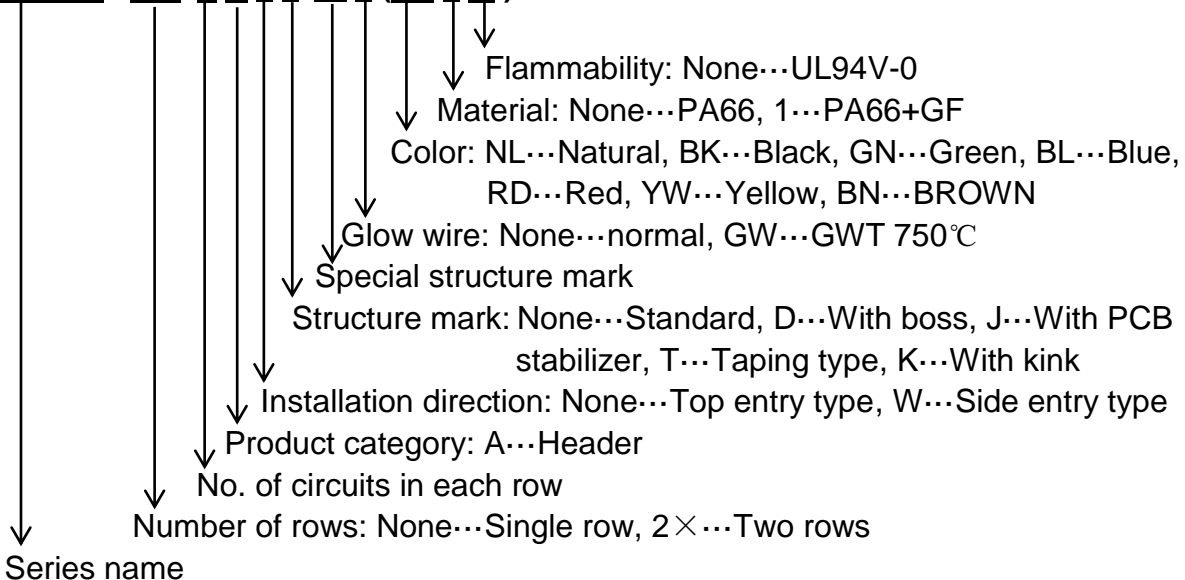 Flammability: None···UL94V-0
Material: None···PA66, 1···PA66+GF
Color: NL···Natural, BK···Black, GN···Green, BL···Blue,
RD···Red, YW···Yellow, BN···BROWN
Glow wire: None···normal, GW···GWT 750℃
Special structure mark
Structure mark: None···Standard, D···With boss, J···With PCB
stabilizer, T···Taping type, K···With kink
Installation direction: None···Top entry type, W···Side entry type
Product category: A···Header
No. of circuits in each row
Number of rows: None···Single row, 2×···Two rows
Series name